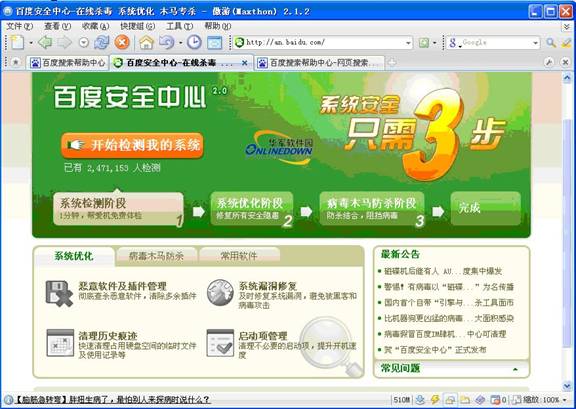 百度安全中心-在线杀毒 系统优化 木马专杀 - 傲游(Maxthon) 2.1.2
文件(F) 查看(V) 收藏(A) 快捷组(G) 工具(T) 帮助(H)
http://an.baidu.com/
Google
百度搜索帮助中心
百度安全中心-在线杀毒 ...
百度搜索帮助中心-网页搜索...
百度安全中心 2.0
系统安全
只需3步
开始检测我的系统
已有 2,471,153 人检测
华军软件园
ONLINEDOWN
系统检测阶段
1分钟,帮爱机免费体检
1
系统优化阶段
修复所有安全隐患
2
病毒木马防杀阶段
防杀结合,阻挡病毒
3
完成
系统优化 病毒木马防杀 常用软件
恶意软件及插件管理
彻底查杀恶意软件,清除多余插件
系统漏洞修复
及时修复系统漏洞,避免被黑客和
病毒攻击
清理历史痕迹
快速清理占用硬盘空间的临时文件
及使用记录等
启动项管理
清理不必要的启动项,提升开机速
度
最新公告
磁碟机后继有人 AU...度集中爆发
警惕!有病毒以“磁碟...”为名传播
国内首个自带“引擎与...杀工具面市
比机器狗更凶猛的病毒...大面积感染
病毒假冒百度IM肆机...中心可清理
贺“百度安全中心”正式发布
常见问题
【脑筋急转弯】胖妞生病了,最怕别人来探病时说什么?
510M
0
缩放:100%